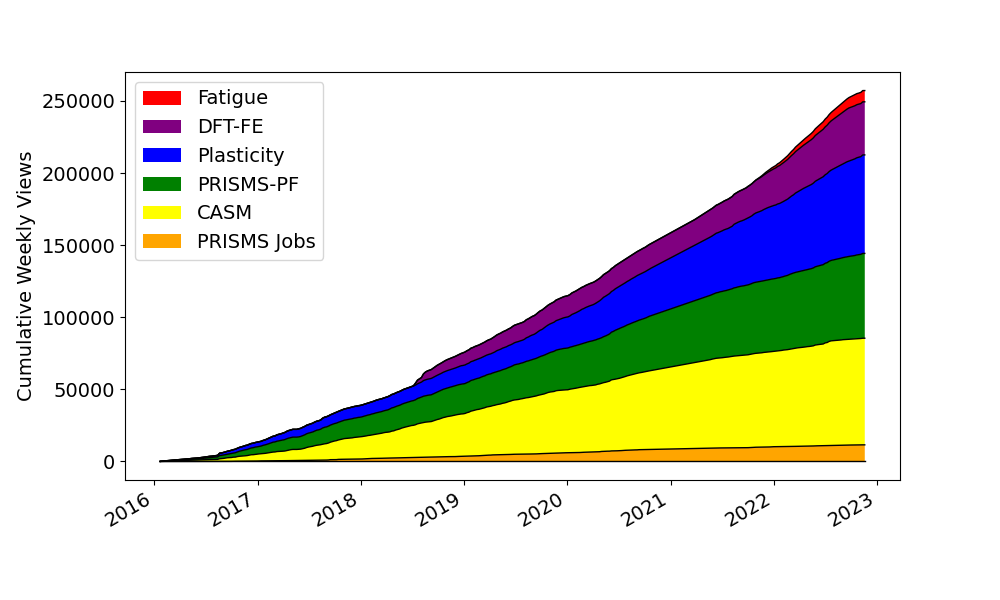 Fatigue
DFT-FE
Plasticity
PRISMS-PF
CASM
PRISMS Jobs
Cumulative Weekly Views
250000
200000
150000
100000
50000
0
2016
2017
2018
2019
2020
2021
2022
2023